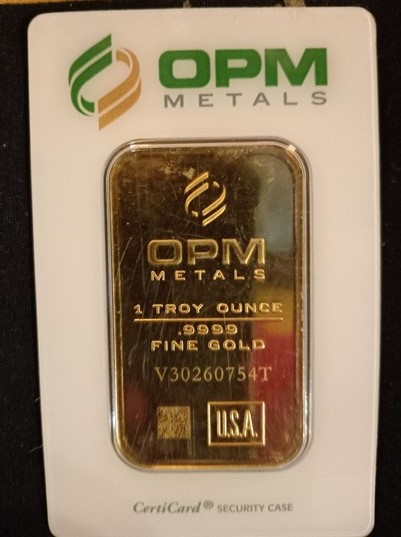 OPM
METALS
OPM
METALS
1 TROY OUNCE
.9999
FINE GOLD
V30260754T
U.S.A.
CertiCard® SECURITY CASE